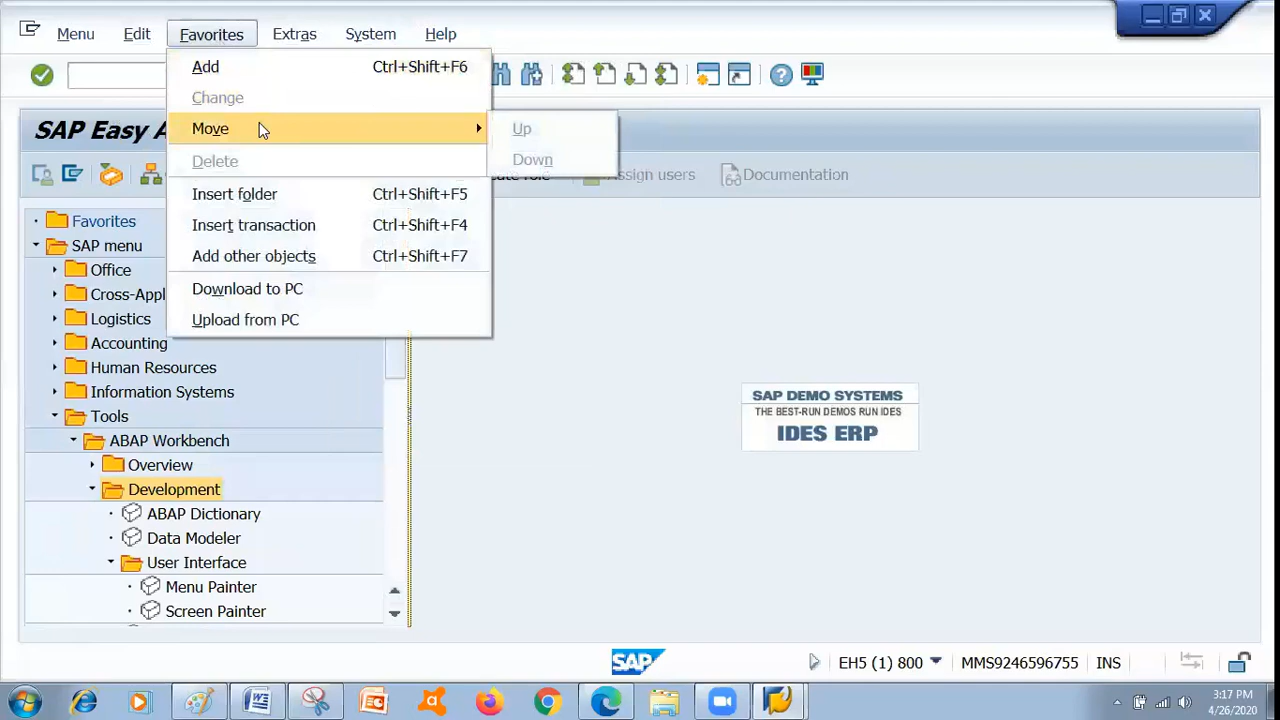 Menu Edit Favorites Extras System Help
Add Ctrl+Shift+F6
Change
Move
Up
Down
Delete
Insert folder Ctrl+Shift+F5
Insert transaction Ctrl+Shift+F4
Add other objects Ctrl+Shift+F7
Download to PC
Upload from PC
SAP Easy A
role Assign users Documentation
Favorites
SAP menu
Office
Cross-Appl
Logistics
Accounting
Human Resources
Information Systems
Tools
ABAP Workbench
Overview
Development
ABAP Dictionary
Data Modeler
User Interface
Menu Painter
Screen Painter
SAP DEMO SYSTEMS
THE BEST-RUN DEMOS RUN IDES
IDES ERP
SAP
EH5 (1) 800 MMS9246596755 INS
3:17 PM
4/26/2020